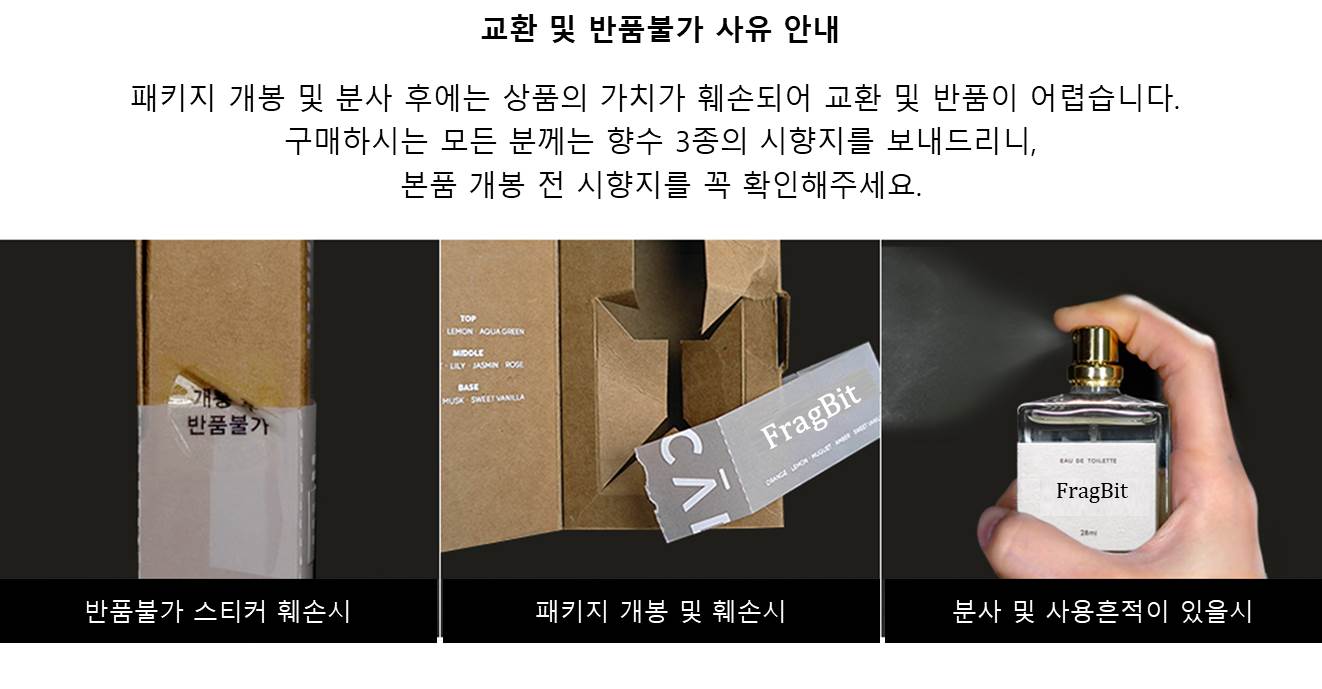 교환 및 반품불가 사유 안내
패키지 개봉 및 분사 후에는 상품의 가치가 훼손되어 교환 및 반품이 어렵습니다.
구매하시는 모든 분께는 향수 3종의 시향지를 보내드리니,
본품 개봉 전 시향지를 꼭 확인해주세요.
개봉
반품불가
TOP
LEMON · AQUA GREEN
MIDDLE
· LILY · JASMIN · ROSE
BASE
MUSK · SWEET VANILLA
FragBit
ORANGE · LEMON · MUGUET · AMBER · SWEET
EAU DE TOILETTE
FragBit
28ml
반품불가 스티커 훼손시
패키지 개봉 및 훼손시
분사 및 사용흔적이 있을시